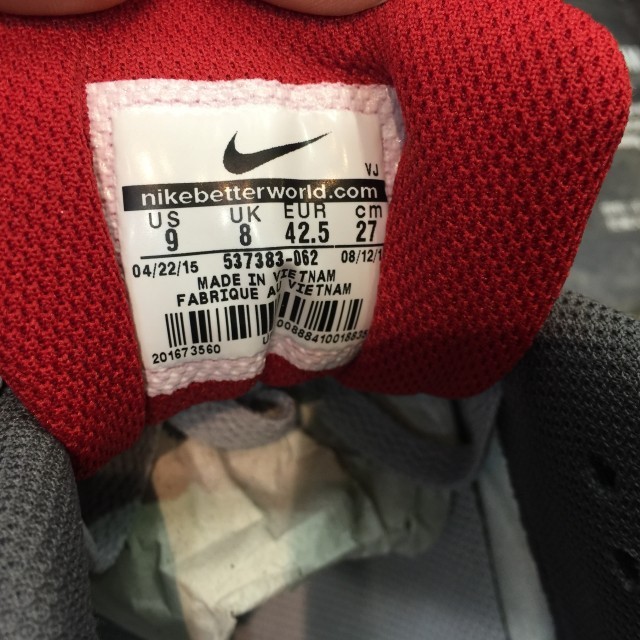 VJ
nikebetterworld.com
US UK EUR cm
9 8 42.5 27
04/22/15 537383-062 08/12/1
MADE IN VIETNAM
FABRIQUE AU VIETNAM
201673560